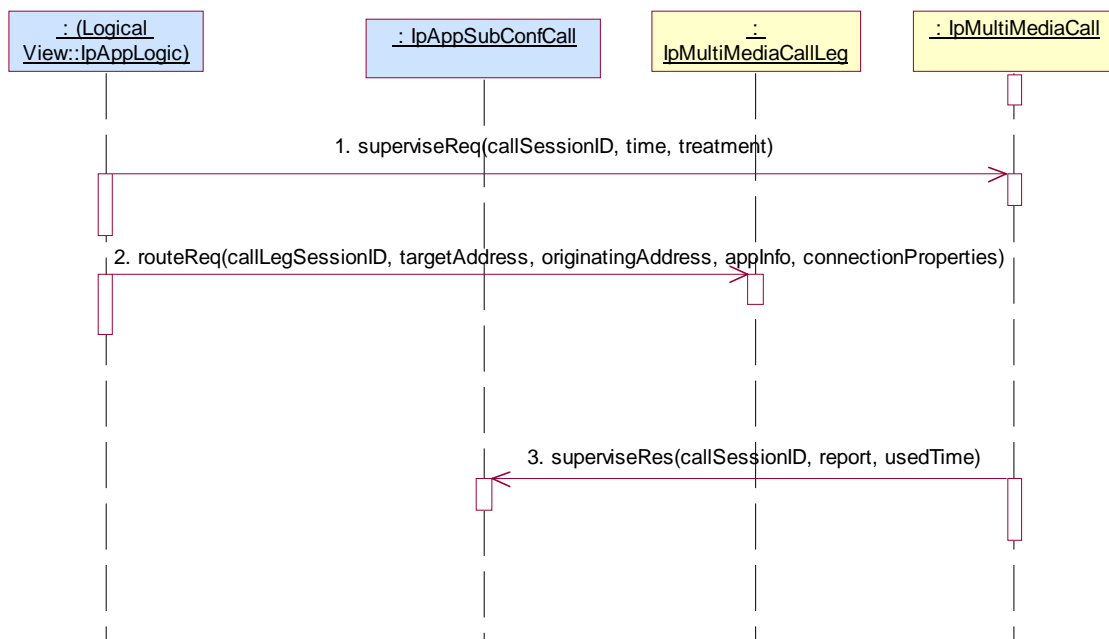 : (Logical
View::IpAppLogic)
: IpAppSubConfCall
:
IpMultiMediaCallLeg
: IpMultiMediaCall
1. superviseReq(callSessionID, time, treatment)
2. routeReq(callLegSessionID, targetAddress, originatingAddress, appInfo, connectionProperties)
3. superviseRes(callSessionID, report, usedTime)